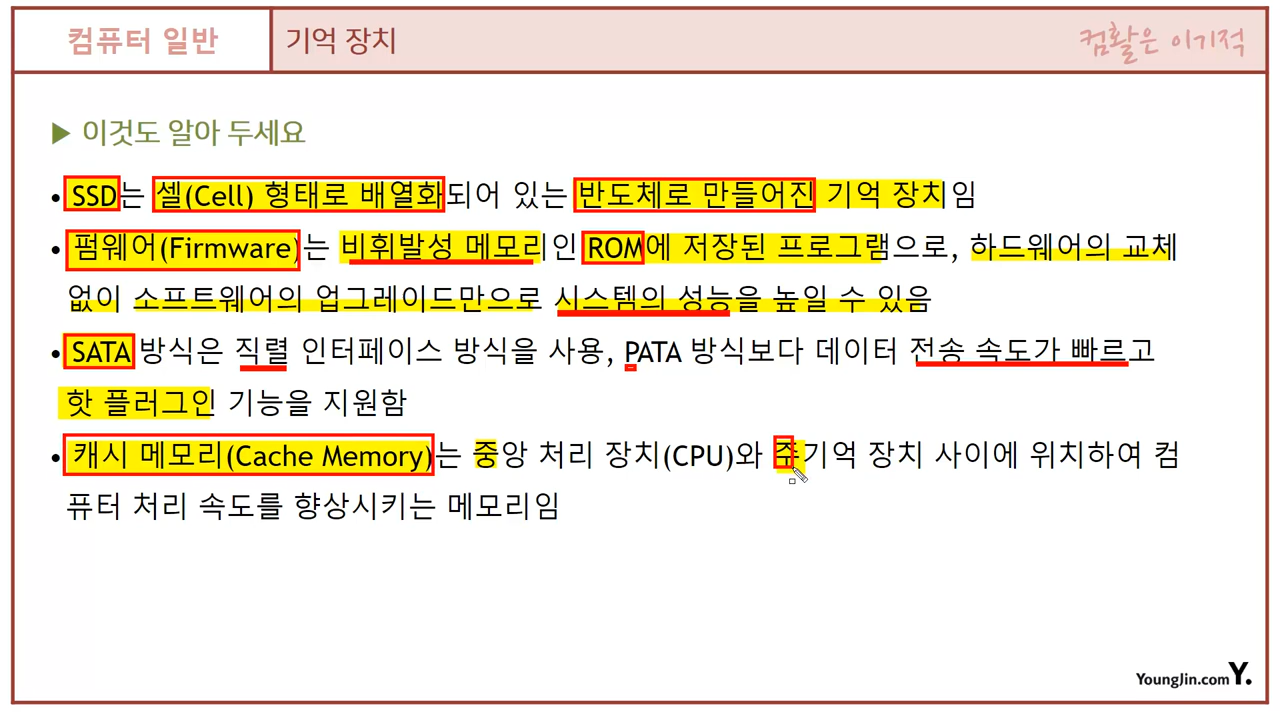 컴퓨터 일반
기억 장치
컴활은 이기적
▶ 이것도 알아 두세요
• SSD는 셀(Cell) 형태로 배열화되어 있는 반도체로 만들어진 기억 장치임
• 펌웨어(Firmware)는 비휘발성 메모리인 ROM에 저장된 프로그램으로, 하드웨어의 교체
없이 소프트웨어의 업그레이드만으로 시스템의 성능을 높일 수 있음
• SATA 방식은 직렬 인터페이스 방식을 사용, PATA 방식보다 데이터 전송 속도가 빠르고
핫 플러그인 기능을 지원함
• 캐시 메모리(Cache Memory)는 중앙 처리 장치(CPU)와 주기억 장치 사이에 위치하여 컴
퓨터 처리 속도를 향상시키는 메모리임
YoungJin.com Y.